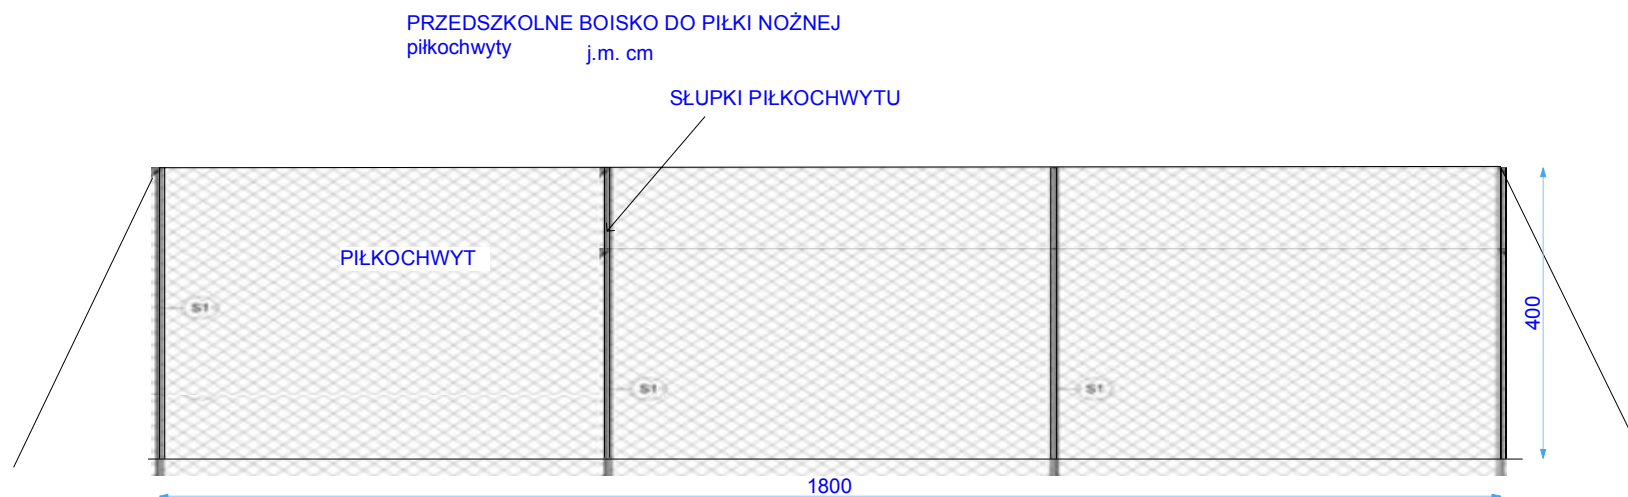 PRZEDSZKOLNE BOISKO DO PIŁKI NOŻNEJ
piłkochwyty j.m. cm
SŁUPKI PIŁKOCHWYTU
PIŁKOCHWYT
S1
400
S1
S1
1800